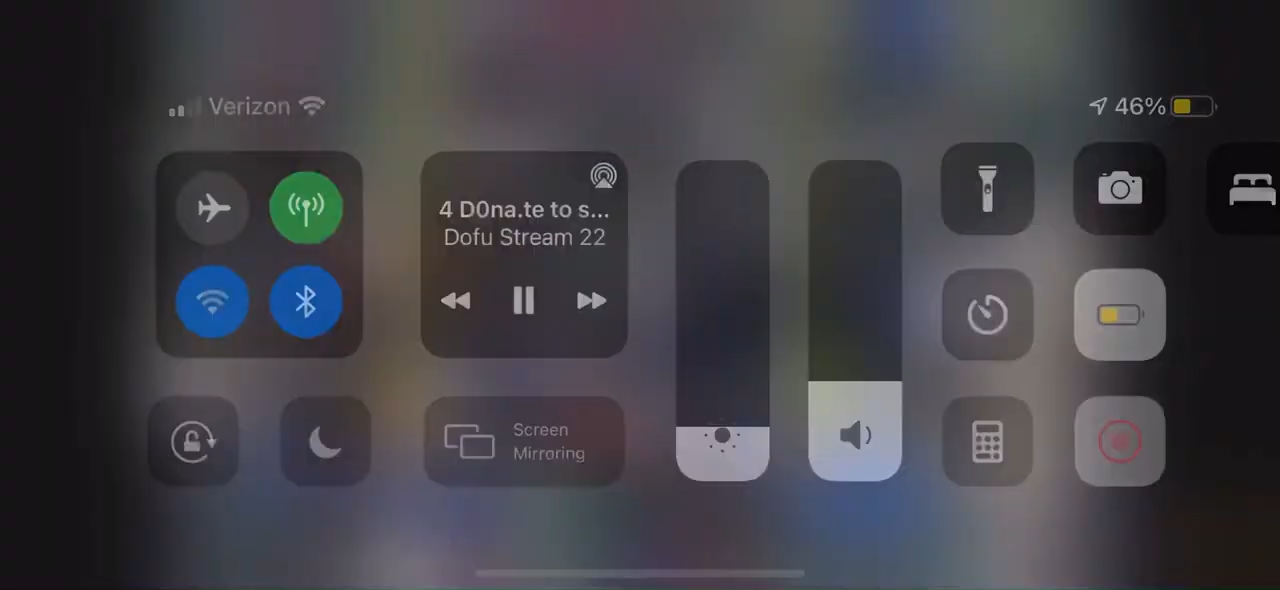 Verizon
46%
4 D0na.te to s...
Dofu Stream 22
Screen
Mirroring